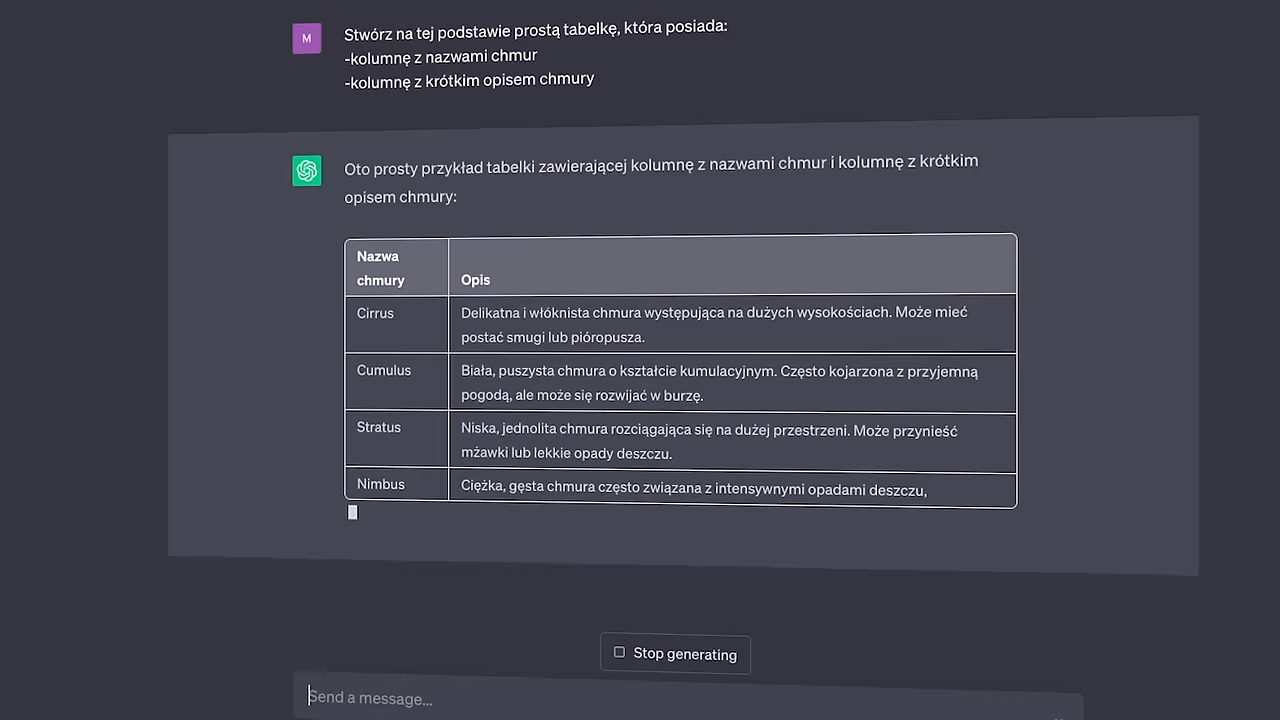 M
Stwórz na tej podstawie prostą tabelkę, która posiada:
-kolumnę z nazwami chmur
-kolumnę z krótkim opisem chmury
Oto prosty przykład tabelki zawierającej kolumnę z nazwami chmur i kolumnę z krótkim
opisem chmury:
Nazwa
chmury
Opis
Cirrus
Delikatna i włóknista chmura występująca na dużych wysokościach. Może mieć
postać smugi lub pióropusza.
Cumulus
Biała, puszysta chmura o kształcie kumulacyjnym. Często kojarzona z przyjemną
pogodą, ale może się rozwijać w burzę.
Stratus
Niska, jednolita chmura rozciągająca się na dużej przestrzeni. Może przynieść
mżawki lub lekkie opady deszczu.
Nimbus
Ciężka, gęsta chmura często związana z intensywnymi opadami deszczu,
Stop generating
Send a message...